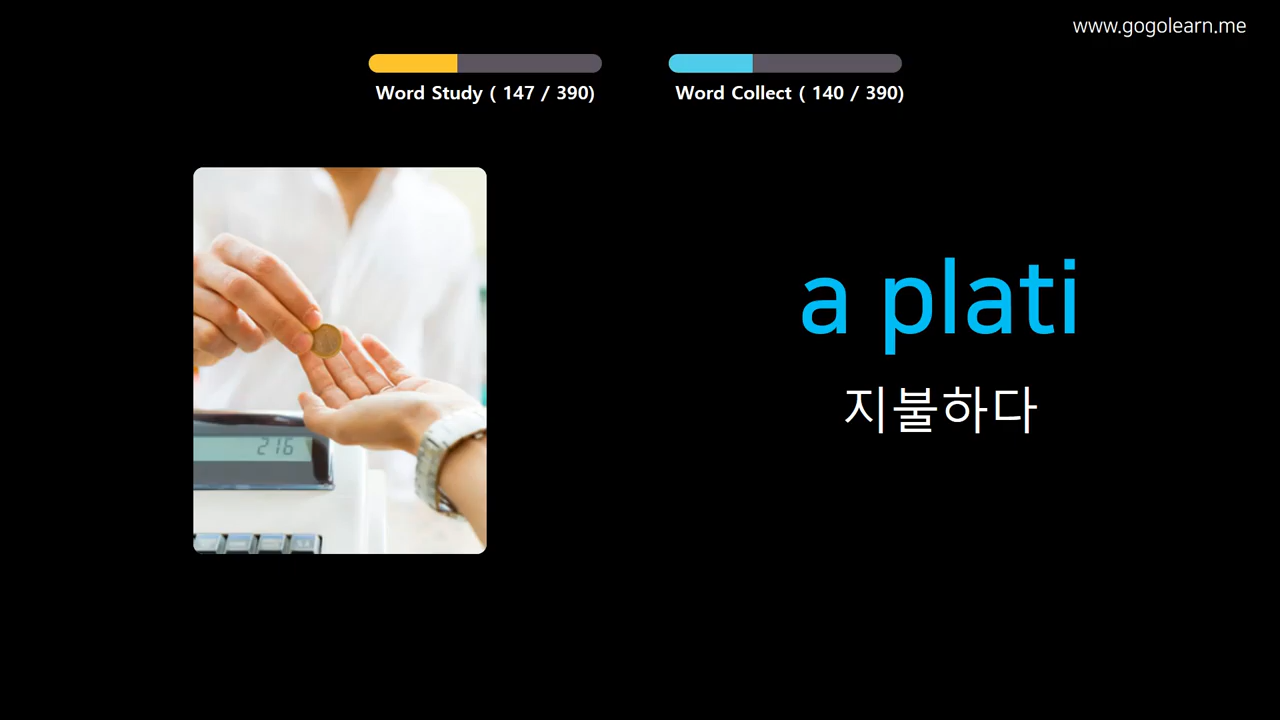 www.gogolearn.me
Word Study ( 147 / 390)
Word Collect ( 140 / 390)
a plati
지불하다
216